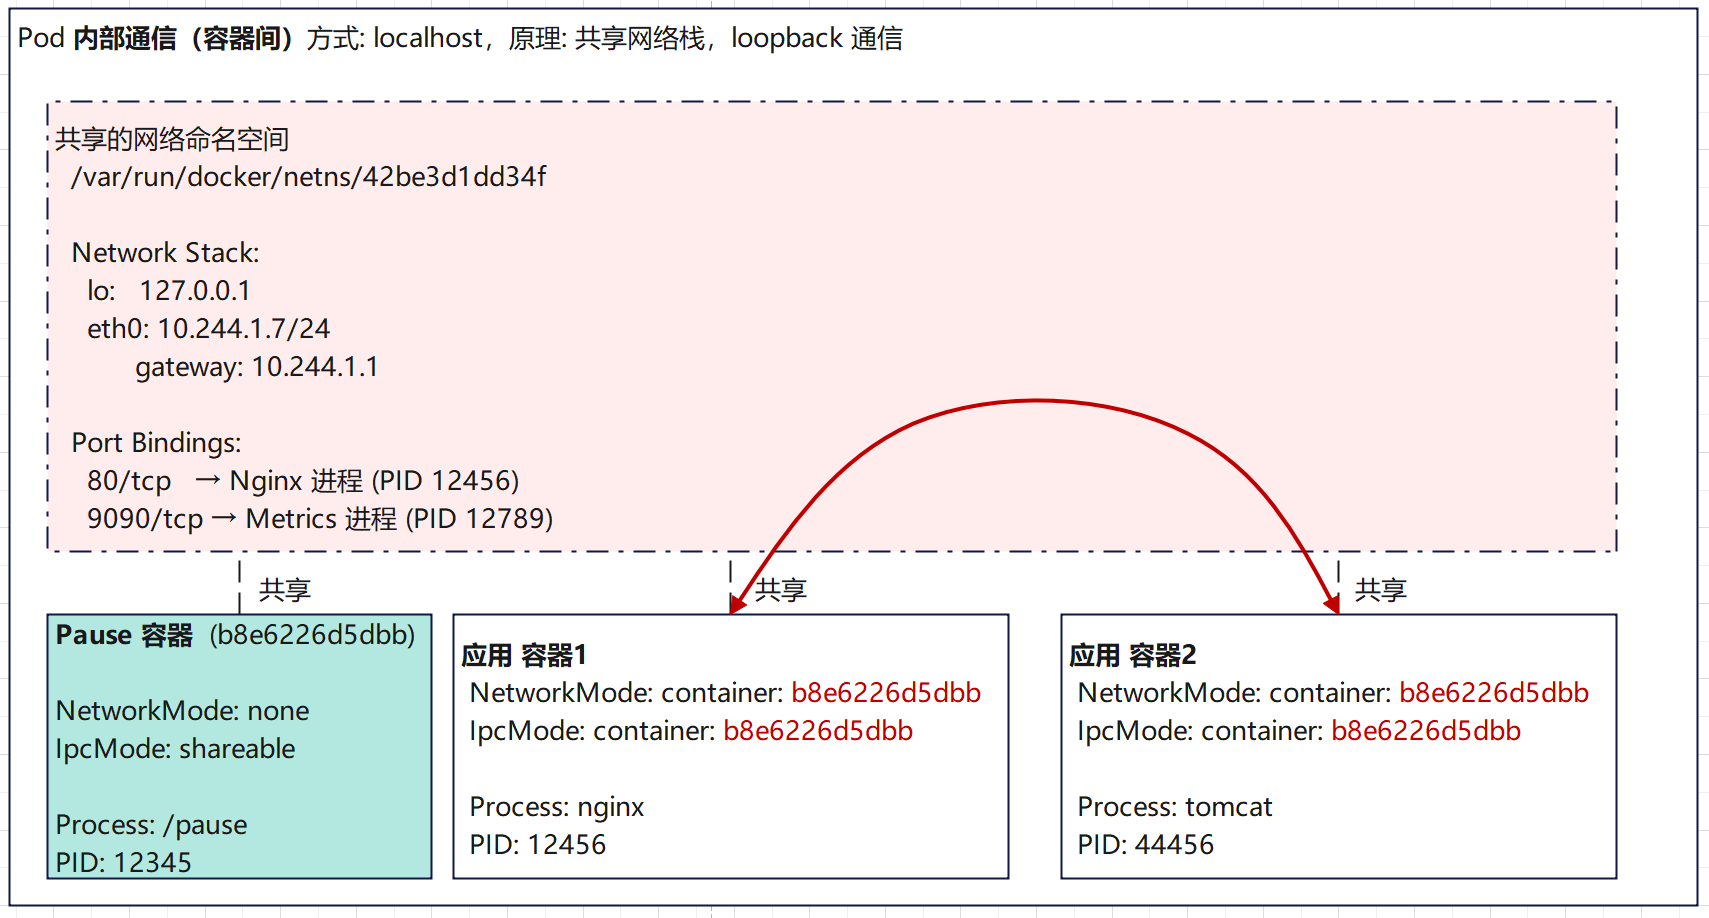 Pod 内部通信（容器间）方式: localhost，原理: 共享网络栈，loopback 通信
共享的网络命名空间
/var/run/docker/netns/42be3d1dd34f
Network Stack:
lo: 127.0.0.1
eth0: 10.244.1.7/24
gateway: 10.244.1.1
Port Bindings:
80/tcp → Nginx 进程 (PID 12456)
9090/tcp → Metrics 进程 (PID 12789)
共享
共享
共享
Pause 容器 (b8e6226d5dbb)
NetworkMode: none
IpcMode: shareable
Process: /pause
PID: 12345
应用 容器1
NetworkMode: container: b8e6226d5dbb
IpcMode: container: b8e6226d5dbb
Process: nginx
PID: 12456
应用 容器2
NetworkMode: container: b8e6226d5dbb
IpcMode: container: b8e6226d5dbb
Process: tomcat
PID: 44456